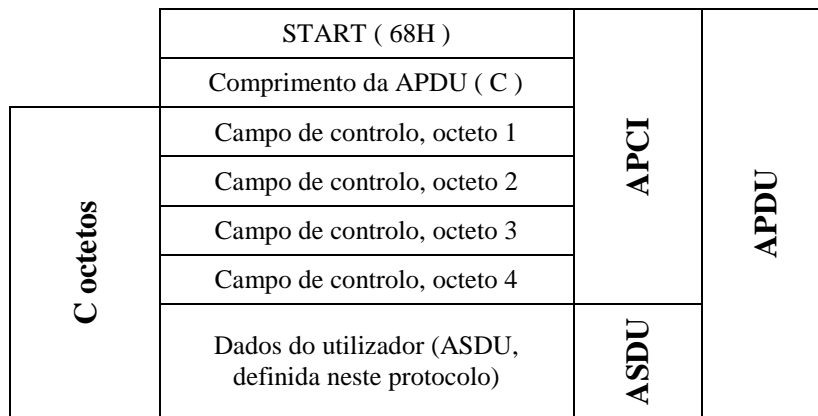 START ( 68H )
Comprimento da APDU ( C )
Campo de controlo, octeto 1
Campo de controlo, octeto 2
Campo de controlo, octeto 3
Campo de controlo, octeto 4
Dados do utilizador (ASDU,
definida neste protocolo)
C octetos
APCI
ASDU
APDU